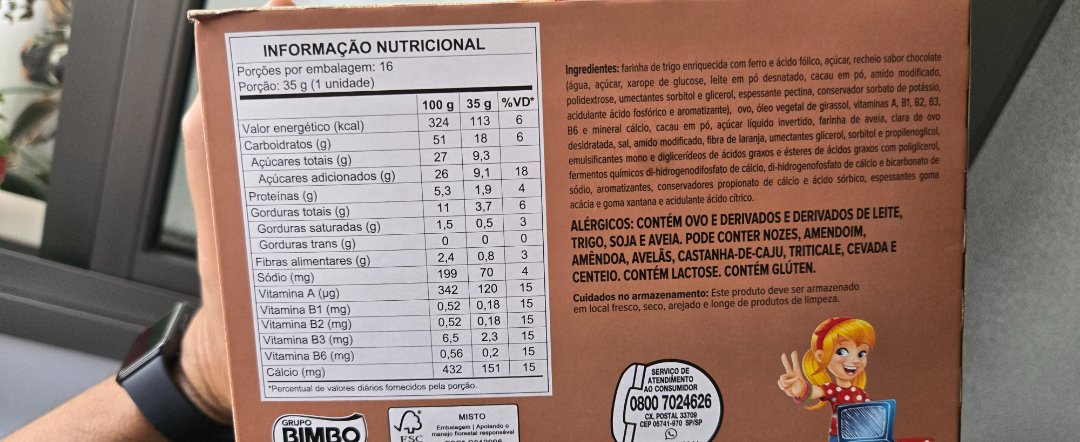 INFORMAÇÃO NUTRICIONAL
Porções por embalagem: 16
Porção: 35 g (1 unidade)
100 g 35 g %VD*
Valor energético (kcal) 324 113 6
Carboidratos (g) 51 18 6
Açúcares totais (g) 27 9,3
Açúcares adicionados (g) 26 9,1 18
Proteínas (g) 5,3 1,9 4
Gorduras totais (g) 11 3,7 6
Gorduras saturadas (g) 1,5 0,5 3
Gorduras trans (g) 0 0 0
Fibras alimentares (g) 2,4 0,8 3
Sódio (mg) 199 70 4
Vitamina A (µg) 342 120 15
Vitamina B1 (mg) 0,52 0,18 15
Vitamina B2 (mg) 0,52 0,18 15
Vitamina B3 (mg) 6,5 2,3 15
Vitamina B6 (mg) 0,56 0,2 15
Cálcio (mg) 432 151 15
*Percentual de valores diários fornecidos pela porção.
Ingredientes: farinha de trigo enriquecida com ferro e ácido fólico, açúcar, recheio sabor chocolate
(água, açúcar, xarope de glucose, leite em pó desnatado, cacau em pó, amido modificado,
polidextrose, umectantes sorbitol e glicerol, espessante pectina, conservador sorbato de potássio,
acidulante ácido fosfórico e aromatizante), ovo, óleo vegetal de girassol, vitaminas A, B1, B2, B3,
B6 e mineral cálcio, cacau em pó, açúcar líquido invertido, farinha de aveia, clara de ovo
desidratada, sal, amido modificado, fibra de laranja, umectantes glicerol, sorbitol e propilenoglicol,
emulsificantes mono e diglicerídeos de ácidos graxos e ésteres de ácidos graxos com poliglicerol,
fermentos químicos di-hidrogenodifosfato de cálcio, di-hidrogenofosfato de cálcio e bicarbonato de
sódio, aromatizantes, conservadores propionato de cálcio e ácido sórbico, espessantes goma
acácia e goma xantana e acidulante ácido cítrico.
ALÉRGICOS: CONTÉM OVO E DERIVADOS E DERIVADOS DE LEITE,
TRIGO, SOJA E AVEIA. PODE CONTER NOZES, AMENDOIM,
AMÊNDOA, AVELÃS, CASTANHA-DE-CAJU, TRITICALE, CEVADA E
CENTEIO. CONTÉM LACTOSE. CONTÉM GLÚTEN.
Cuidados no armazenamento: Este produto deve ser armazenado
em local fresco, seco, arejado e longe de produtos de limpeza.
SERVIÇO DE
ATENDIMENTO
AO CONSUMIDOR
0800 7024626
CX. POSTAL 33709
CEP 05741-970 SP/SP
GRUPO
BIMBO
FSC
MISTO
Embalagem | Apoiando o
manejo florestal responsável